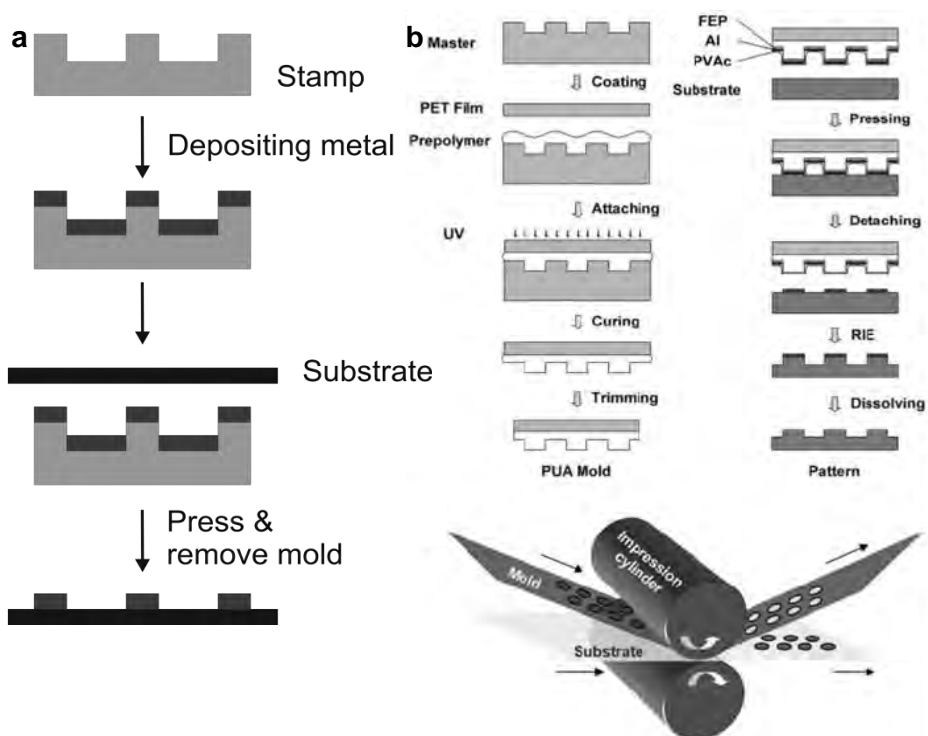 a
Stamp
Depositing metal
Substrate
Press &
remove mold
b
Master
Coating
PET Film
Prepolymer
Attaching
UV
Curing
Trimming
PUA Mold
FEP
Al
PVAc
Substrate
Pressing
Detaching
RIE
Dissolving
Pattern
Impression
cylinder
Mold
Substrate